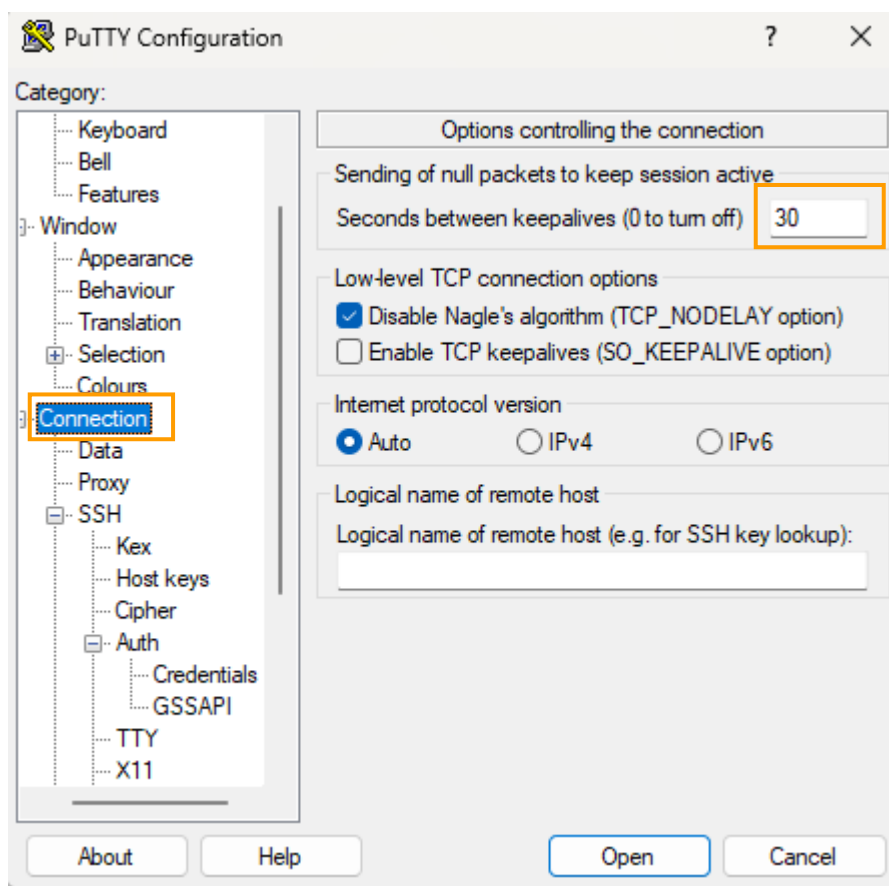 PuTTY Configuration ? ×
Category:
Keyboard
Bell
Features
Window
Appearance
Behaviour
Translation
Selection
Colours
Connection
Data
Proxy
SSH
Kex
Host keys
Cipher
Auth
Credentials
GSSAPI
TTY
X11
Options controlling the connection
Sending of null packets to keep session active
Seconds between keepalives (0 to turn off) 30
Low-level TCP connection options
Disable Nagle's algorithm (TCP_NODELAY option)
Enable TCP keepalives (SO_KEEPALIVE option)
Internet protocol version
Auto IPv4 IPv6
Logical name of remote host
Logical name of remote host (e.g. for SSH key lookup):
About Help Open Cancel